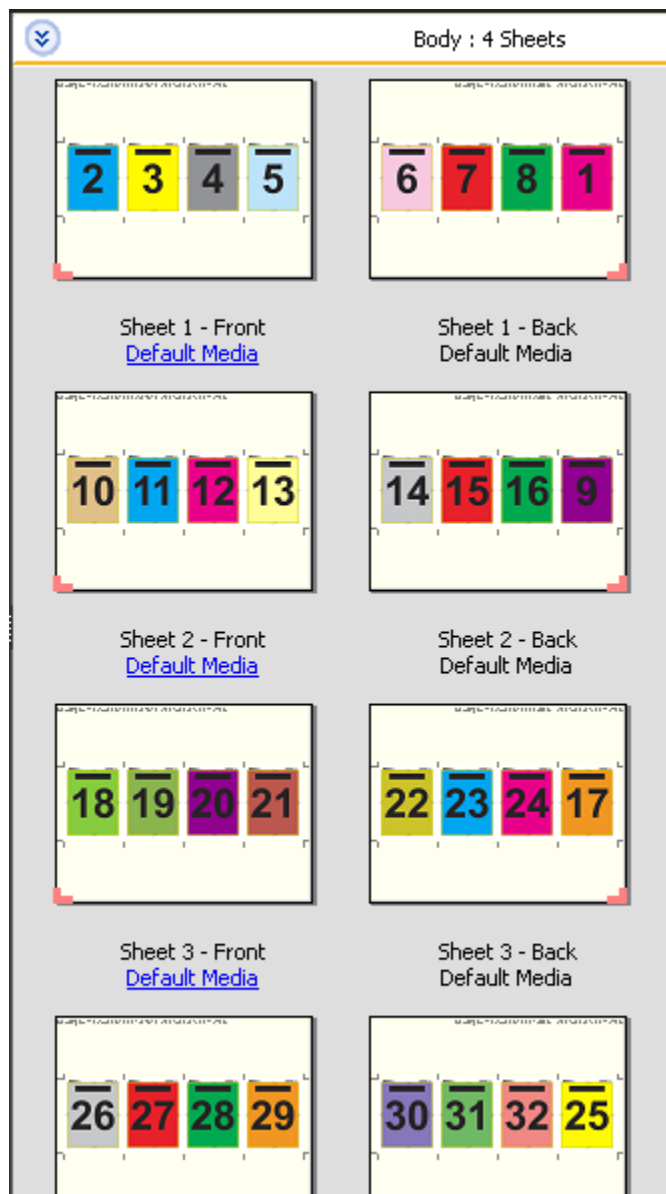 Body : 4 Sheets
2 3 4 5
6 7 8 1
Sheet 1 - Front
Sheet 1 - Back
Default Media
Default Media
10 11 12 13
14 15 16 9
Sheet 2 - Front
Sheet 2 - Back
Default Media
Default Media
18 19 20 21
22 23 24 17
Sheet 3 - Front
Sheet 3 - Back
Default Media
Default Media
26 27 28 29
30 31 32 25